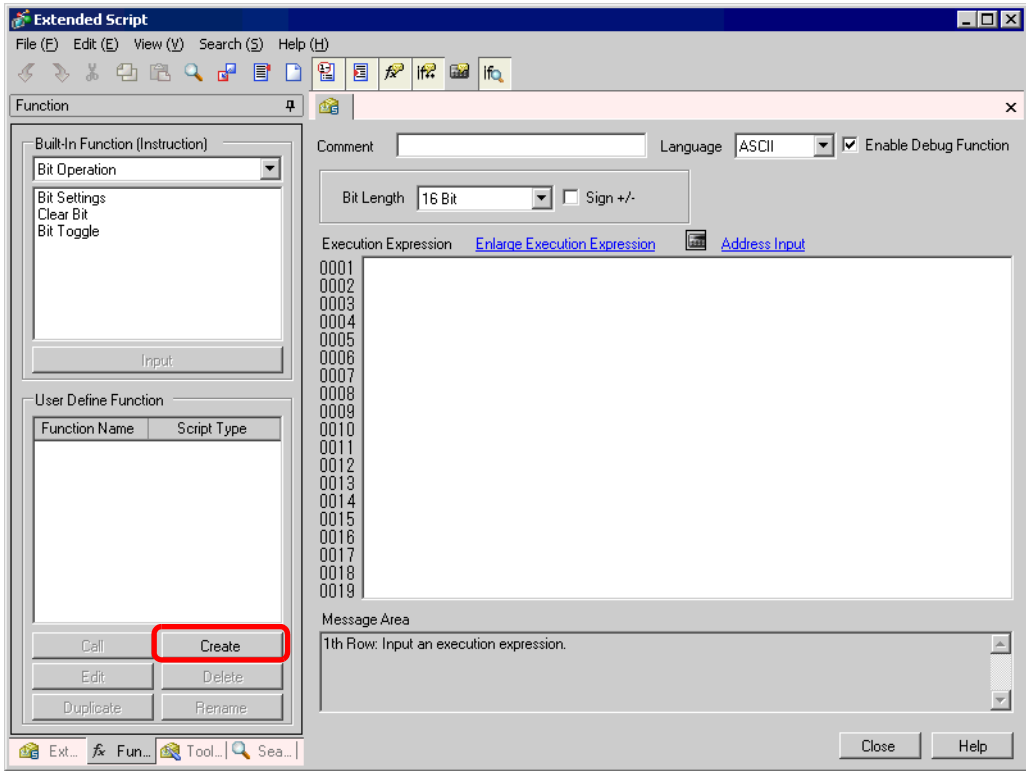 Extended Script
File (F) Edit (E) View (V) Search (S) Help (H)
Function
Built-In Function (Instruction)
Bit Operation
Bit Settings
Clear Bit
Bit Toggle
Input
User Define Function
Function Name Script Type
Call Create
Edit Delete
Duplicate Rename
Ext... fx Fun... Tool... Sea...
Comment Language ASCII Enable Debug Function
Bit Length 16 Bit Sign +/-
Execution Expression Enlarge Execution Expression Address Input
0001
0002
0003
0004
0005
0006
0007
0008
0009
0010
0011
0012
0013
0014
0015
0016
0017
0018
0019
Message Area
1th Row: Input an execution expression.
Close Help